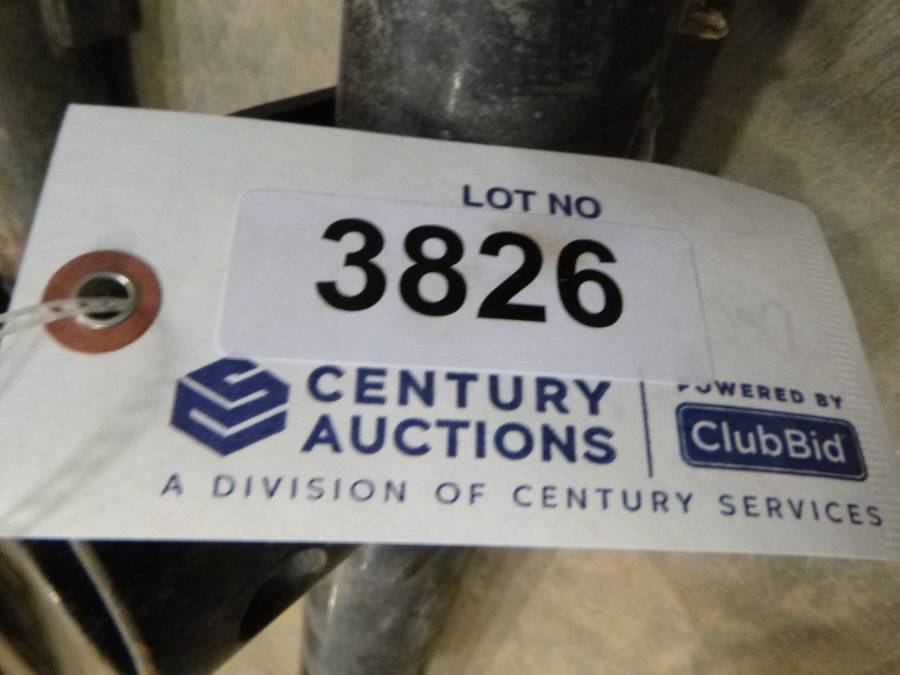 LOT NO
3826
CENTURY
AUCTIONS
POWERED BY
ClubBid
A DIVISION OF CENTURY SERVICES